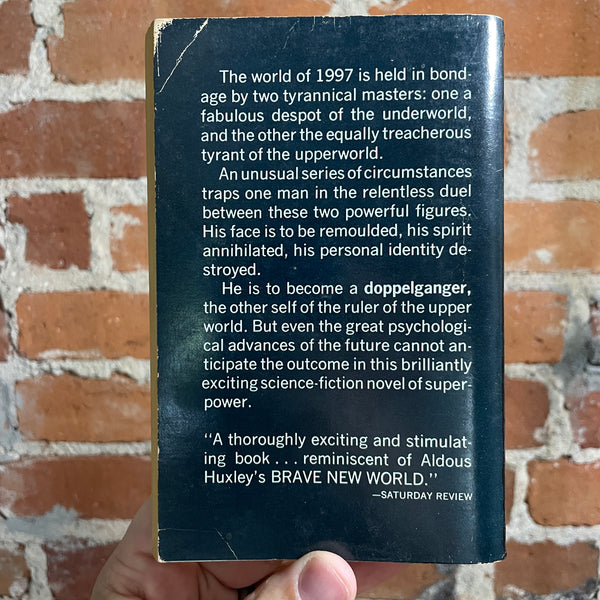 The world of 1997 is held in bond-
age by two tyrannical masters: one a
fabulous despot of the underworld,
and the other the equally treacherous
tyrant of the upperworld.
An unusual series of circumstances
traps one man in the relentless duel
between these two powerful figures.
His face is to be remoulded, his spirit
annihilated, his personal identity de-
stroyed.
He is to become a doppelganger,
the other self of the ruler of the upper
world. But even the great psychologi-
cal advances of the future cannot an-
ticipate the outcome in this brilliantly
exciting science-fiction novel of super-
power.
"A thoroughly exciting and stimulat-
ing book . . . reminiscent of Aldous
Huxley's BRAVE NEW WORLD."
—SATURDAY REVIEW